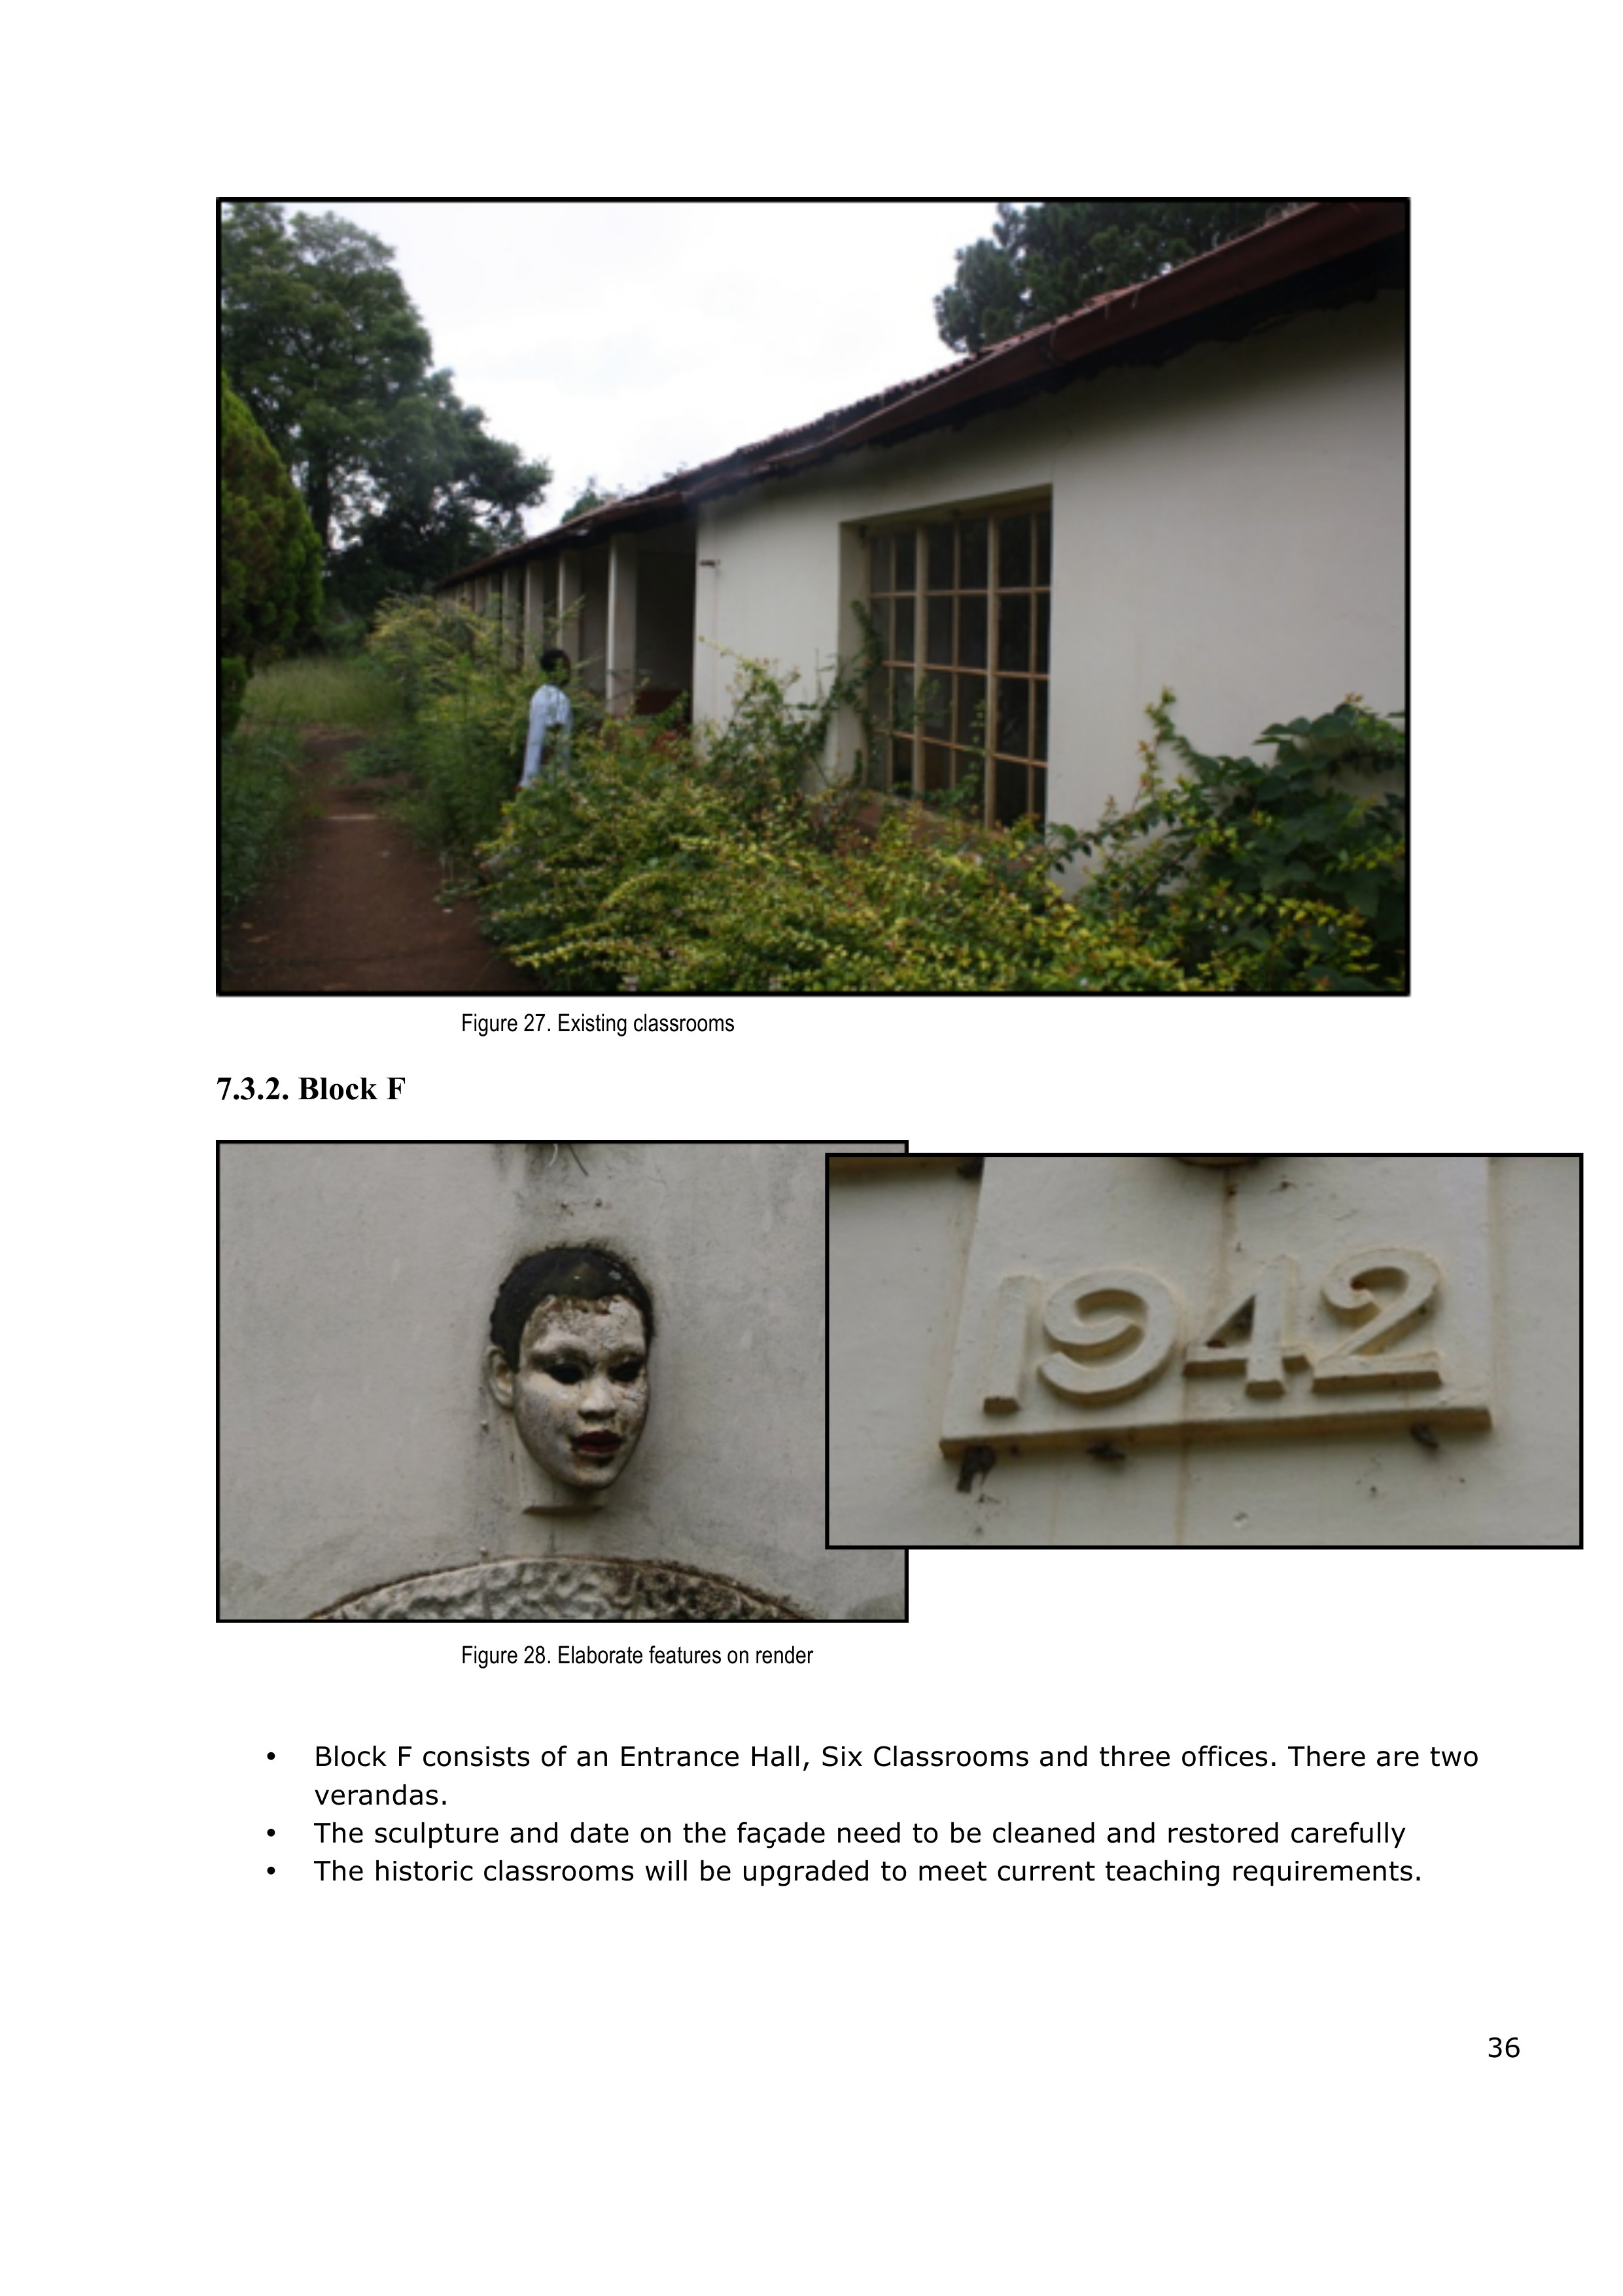 Figure 27. Existing classrooms
7.3.2. Block F
1942
Figure 28. Elaborate features on render
• Block F consists of an Entrance Hall, Six Classrooms and three offices. There are two
verandas.
• The sculpture and date on the façade need to be cleaned and restored carefully
• The historic classrooms will be upgraded to meet current teaching requirements.
36